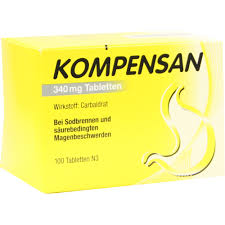 KOMPENSAN
340 mg Tabletten
Wirkstoff: Carbaldrat
Bei Sodbrennen und
säurebedingten
Magenbeschwerden
100 Tabletten N3